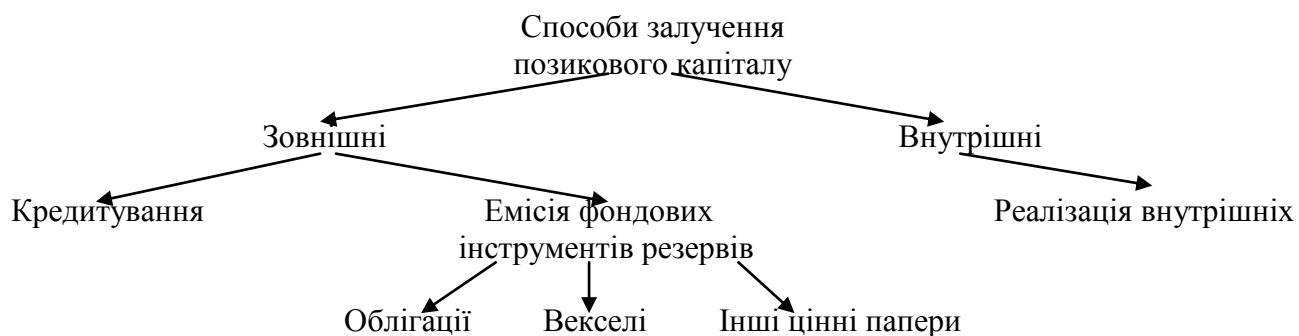 Способи залучення
позикового капіталу
Зовнішні
Внутрішні
Кредитування
Емісія фондових
інструментів резервів
Реалізація внутрішніх
Облігації
Векселі
Інші цінні папери